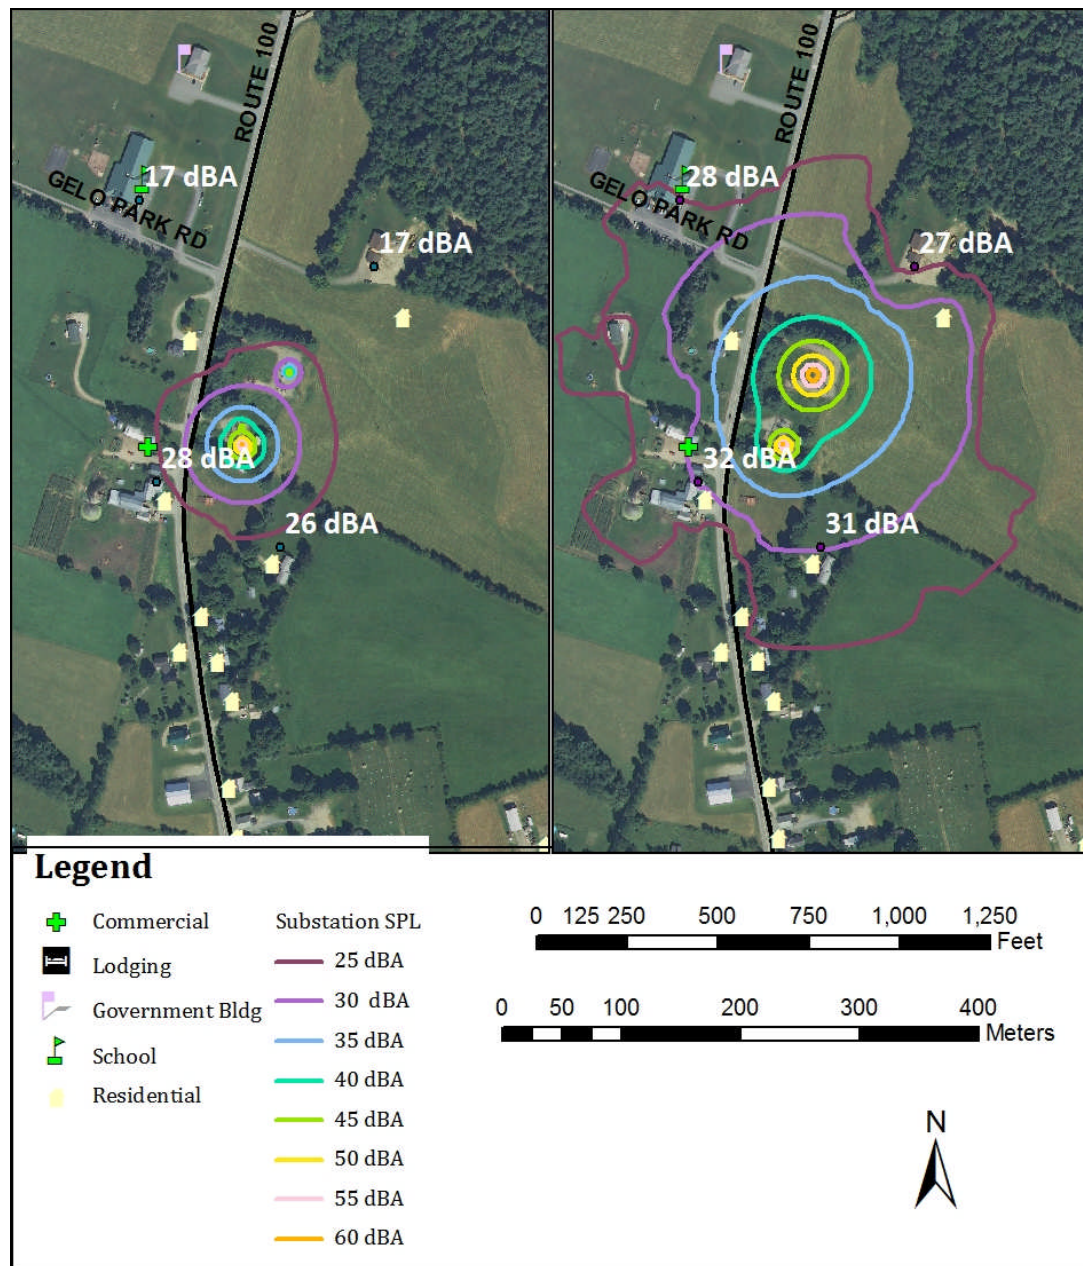 ROUTE 100
17 dBA
GELO PARK RD
17 dBA
28 dBA
26 dBA
ROUTE 100
28 dBA
GELO PARK RD
27 dBA
32 dBA
31 dBA
Legend
Commercial
Lodging
Government Bldg
School
Residential
Substation SPL
25 dBA
30 dBA
35 dBA
40 dBA
45 dBA
50 dBA
55 dBA
60 dBA
0 125 250 500 750 1,000 1,250
Feet
0 50 100 200 300 400
Meters
N